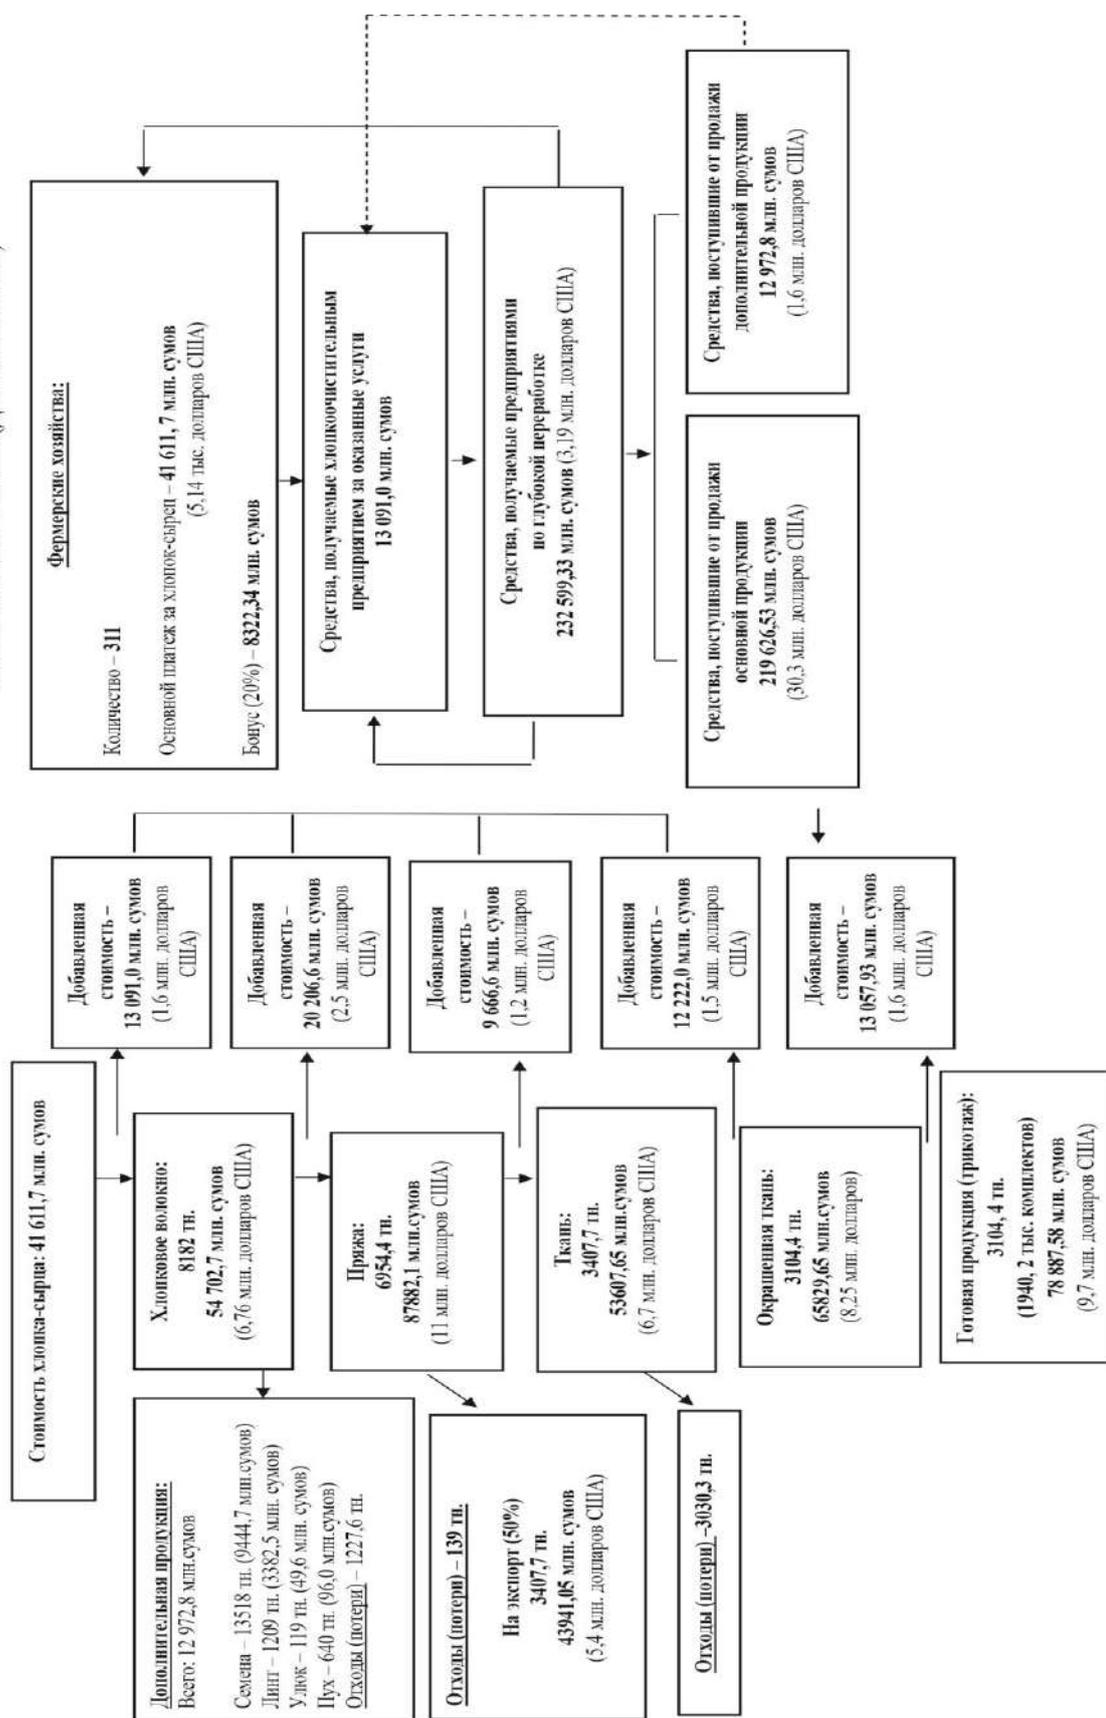 Стоимость хлопка-сырца: 41 611,7 млн. сумов
Дополнительная продукция:
Всего: 12 972,8 млн.сумов
Семена – 13518 тн. (9444,7 млн.сумов)
Линт – 1209 тн. (3382,5 млн. сумов)
Улюк – 119 тн. (49,6 млн. сумов)
Пух – 640 тн. (96,0 млн.сумов)
Отходы (потери) – 1227,6 тн.
Хлопковое волокно:
8182 тн.
54 702,7 млн. сумов
(6,76 млн. долларов США)
Добавленная
стоимость –
13 091,0 млн. сумов
(1,6 млн. долларов
США)
Отходы (потери) – 139 тн.
На экспорт (50%)
3407,7 тн.
43941,05 млн. сумов
(5,4 млн. долларов США)
Пряжа:
6954,4 тн.
87882,1 млн.сумов
(11 млн. долларов США)
Добавленная
стоимость –
20 206,6 млн. сумов
(2,5 млн. долларов
США)
Отходы (потери) –3030,3 тн.
Ткань:
3407,7 тн.
53607,65 млн.сумов
(6,7 млн. долларов США)
Добавленная
стоимость –
9 666,6 млн. сумов
(1,2 млн. долларов
США)
Окрашенная ткань:
3104,4 тн.
65829,65 млн.сумов
(8,25 млн. долларов)
Добавленная
стоимость –
12 222,0 млн. сумов
(1,5 млн. долларов
США)
Готовая продукция (трикотаж):
3104, 4 тн.
(1940, 2 тыс. комплектов)
78 887,58 млн. сумов
(9,7 млн. долларов США)
Добавленная
стоимость –
13 057,93 млн. сумов
(1,6 млн. долларов
США)
Фермерские хозяйства:
Количество – 311
Основной платеж за хлопок-сырец – 41 611, 7 млн. сумов
(5,14 тыс. долларов США)
Бонус (20%) – 8322,34 млн. сумов
Средства, получаемые хлопкоочистительным
предприятием за оказанные услуги
13 091,0 млн. сумов
Средства, получаемые предприятиями
по глубокой переработке
232 599,33 млн. сумов (3,19 млн. долларов США)
Средства, поступившие от продажи
основной продукции
219 626,53 млн. сумов
(30,3 млн. долларов США)
Средства, поступившие от продажи
дополнительной продукции
12 972,8 млн. сумов
(1,6 млн. долларов США)